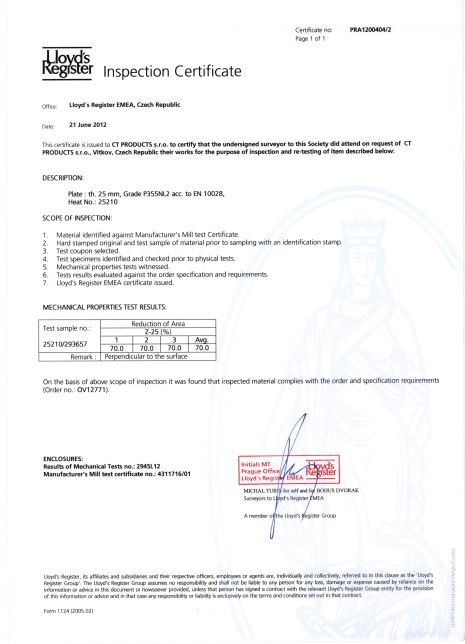 Certificate no: PRA1200404/2
Page 1 of 1
Lloyd's
Register
Inspection Certificate
Office: Lloyd's Register EMEA, Czech Republic
Date: 21 June 2012
This certificate is issued to CT PRODUCTS s.r.o. to certify that the undersigned surveyor to this Society did attend on request of CT
PRODUCTS s.r.o., Vitkov, Czech Republic their works for the purpose of inspection and re-testing of item described below:
DESCRIPTION:
Plate : th. 25 mm, Grade P355NL2 acc. to EN 10028,
Heat No.: 25210
SCOPE OF INSPECTION:
1. Material identified against Manufacturer's Mill test Certificate.
2. Hard stamped original and test sample of material prior to sampling with an identification stamp.
3. Test coupon selected.
4. Test specimens identified and checked prior to physical tests.
5. Mechanical properties tests witnessed.
6. Tests results evaluated against the order specification and requirements.
7. Lloyd's Register EMEA certificate issued.
MECHANICAL PROPERTIES TEST RESULTS:
Test sample no.: Reduction of Area
Z-25 (%)
25210/293657 1 2 3 Avg.
70.0 70.0 70.0 70.0
Remark : Perpendicular to the surface
On the basis of above scope of inspection it was found that inspected material complies with the order and specification requirements
(Order no.: OV12771).
ENCLOSURES:
Results of Mechanical Tests no.: 2945L12
Manufacturer's Mill test certificate no.: 4311716/01
Initials MT
Prague Office
Lloyd's Register EMEA
Lloyd's
Register
MICHAL TURIS for self and for BOHUS DVORAK
Surveyors to Lloyd's Register EMEA
A member of the Lloyd's Register Group
Lloyd's Register, its affiliates and subsidiaries and their respective officers, employees or agents are, individually and collectively, referred to in this clause as the 'Lloyd's
Register Group'. The Lloyd's Register Group assumes no responsibility and shall not be liable to any person for any loss, damage or expense caused by reliance on the
information or advice in this document or howsoever provided, unless that person has signed a contract with the relevant Lloyd's Register Group entity for the provision
of this information or advice and in that case any responsibility or liability is exclusively on the terms and conditions set out in that contract.
Form 1124 (2005.02)